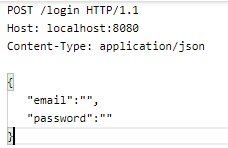 POST /login HTTP/1.1
Host: localhost:8080
Content-Type: application/json

{
   "email":"",
   "password":""
}